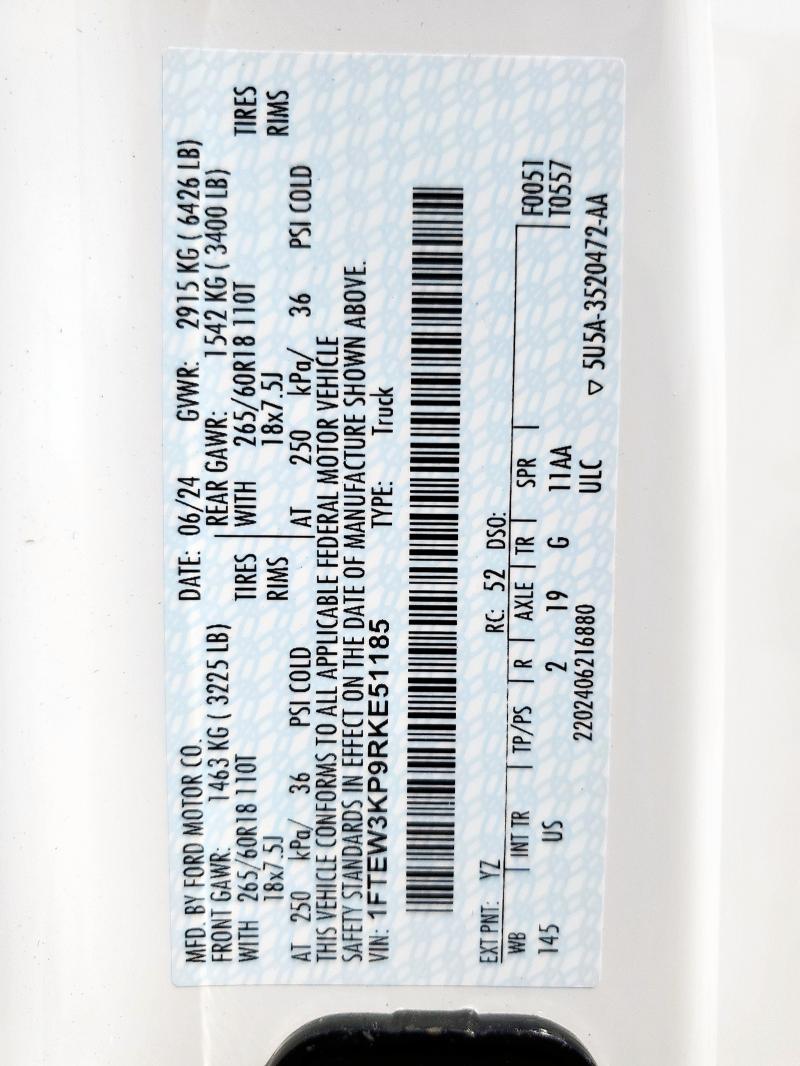 MFD. BY FORD MOTOR CO.
DATE: 06/24 GVWR: 2915 KG ( 6426 LB)
FRONT GAWR: 1463 KG ( 3225 LB)
REAR GAWR: 1542 KG ( 3400 LB)
WITH 265/60R18 110T TIRES
WITH 265/60R18 110T TIRES
18x7.5J RIMS
18x7.5J RIMS
AT 250 kPa/ 36 PSI COLD
AT 250 kPa/ 36 PSI COLD
THIS VEHICLE CONFORMS TO ALL APPLICABLE FEDERAL MOTOR VEHICLE
SAFETY STANDARDS IN EFFECT ON THE DATE OF MANUFACTURE SHOWN ABOVE.
VIN: 1FTEW3KP9RKE51185 TYPE: Truck
EXT PNT: YZ RC: 52 DSO:
WB INT TR TP/PS R AXLE TR SPR F0051
145 US 2 19 G 11AA T0557
2202406216880 ULC ▽ 5U5A-3520472-AA